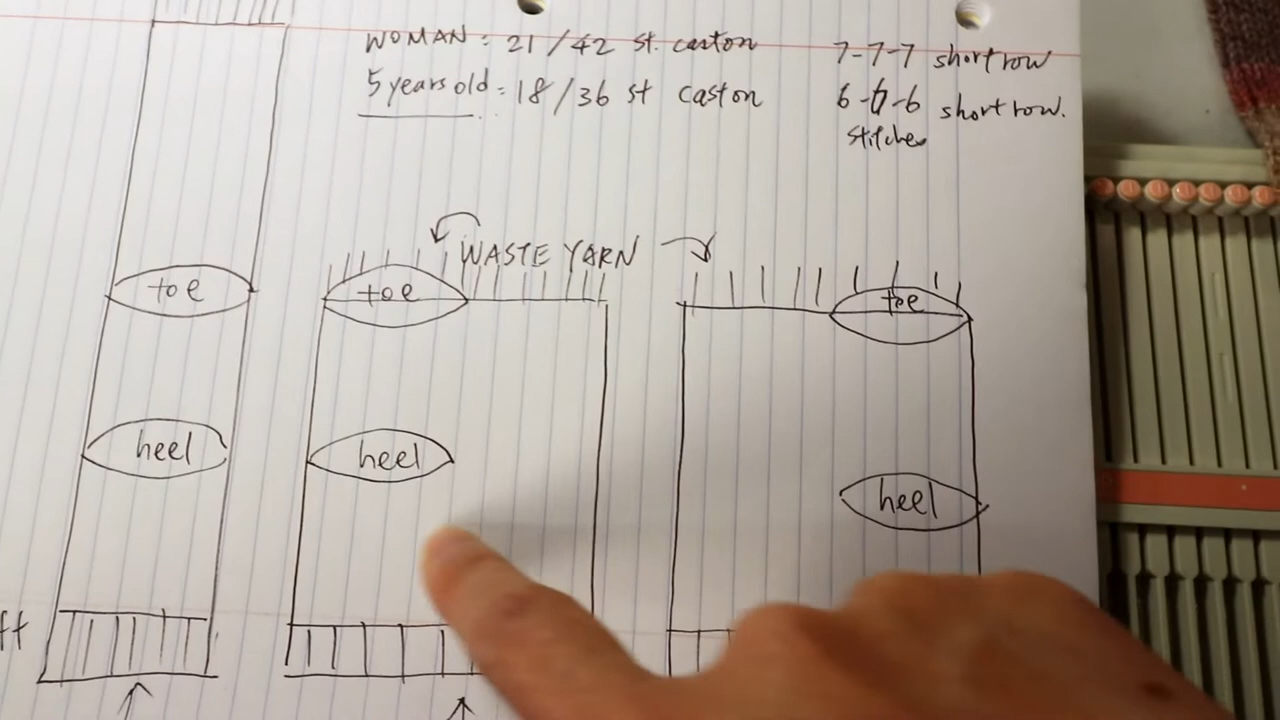 WOMAN : 21/42 st. caston 7-7-7 short row
5 years old : 18/36 st caston 6-6-6 short row.
stitches
WASTE YARN
toe toe toe
heel heel heel
ft